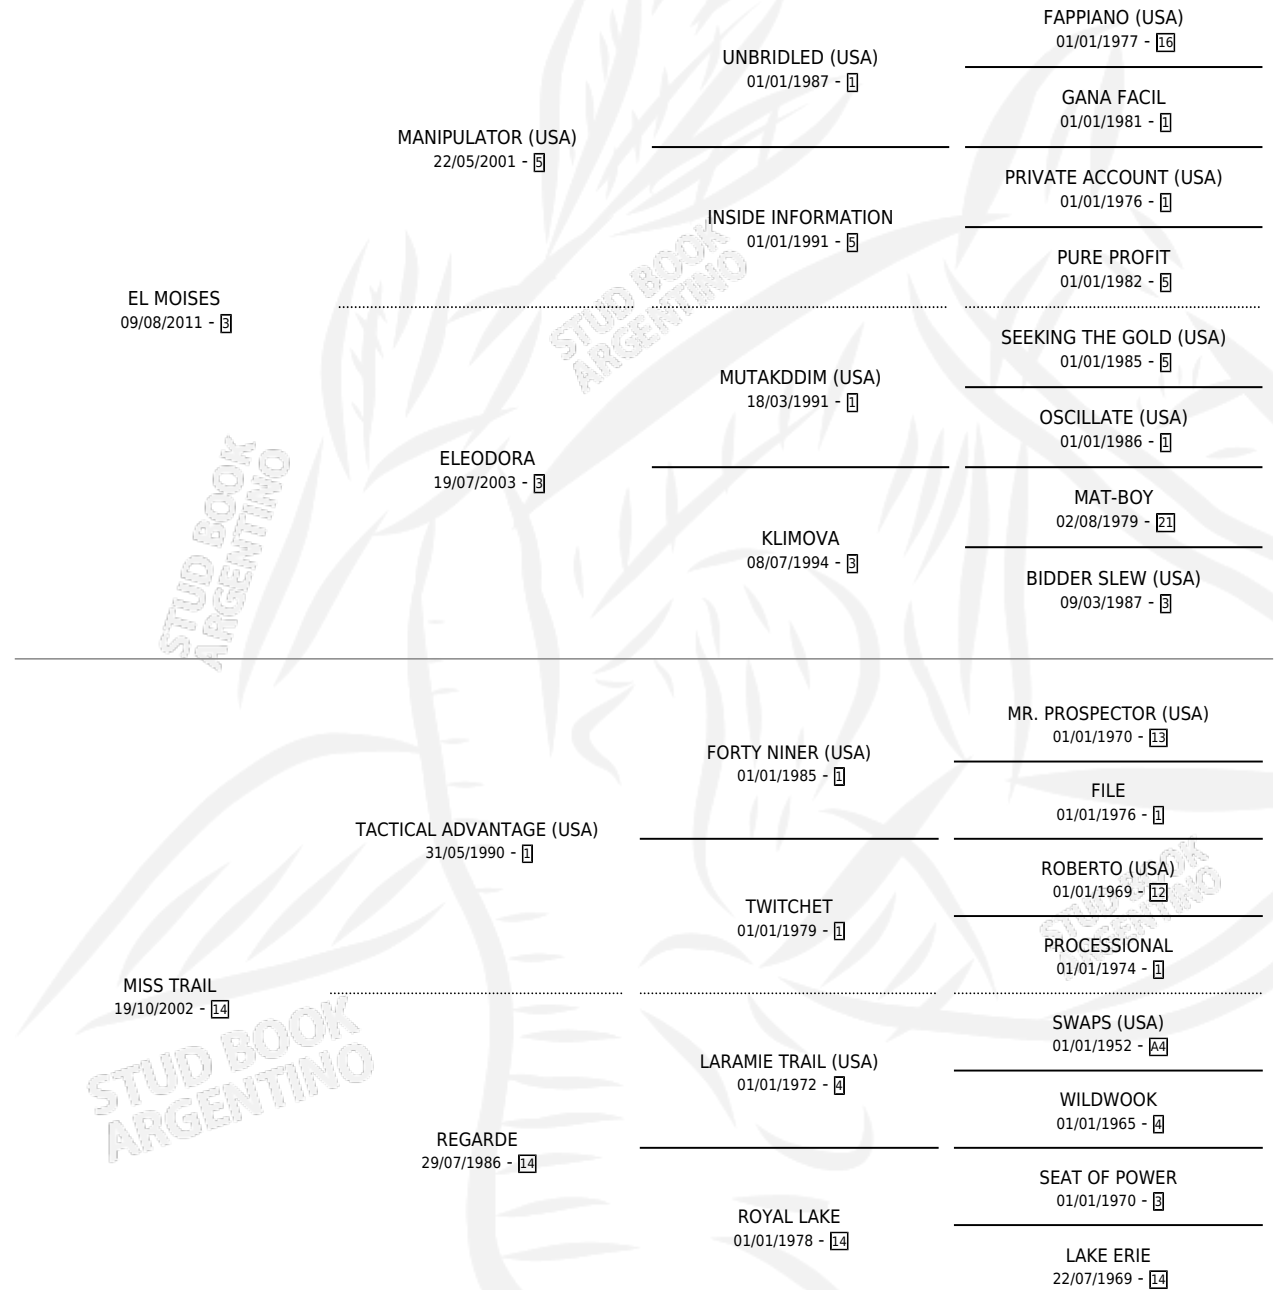 FAPPIANO (USA)
01/01/1977 - 16
UNBRIDLED (USA)
01/01/1987 - 1
GANA FACIL
01/01/1981 - 1
MANIPULATOR (USA)
22/05/2001 - 5
PRIVATE ACCOUNT (USA)
01/01/1976 - 1
INSIDE INFORMATION
01/01/1991 - 5
PURE PROFIT
01/01/1982 - 5
EL MOISES
09/08/2011 - 3
STUD BOOK
ARGENTINO
SEEKING THE GOLD (USA)
01/01/1985 - 5
MUTAKDDIM (USA)
18/03/1991 - 1
OSCILLATE (USA)
01/01/1986 - 1
ELEODORA
19/07/2003 - 3
MAT-BOY
02/08/1979 - 21
KLIMOVA
08/07/1994 - 3
BIDDER SLEW (USA)
09/03/1987 - 3
STUD BOOK
ARGENTINO
MR. PROSPECTOR (USA)
01/01/1970 - 13
FORTY NINER (USA)
01/01/1985 - 1
FILE
01/01/1976 - 1
TACTICAL ADVANTAGE (USA)
31/05/1990 - 1
ROBERTO (USA)
01/01/1969 - 12
TWITCHET
01/01/1979 - 1
PROCESSIONAL
01/01/1974 - 1
STUD BOOK
ARGENTINO
MISS TRAIL
19/10/2002 - 14
STUD BOOK
ARGENTINO
SWAPS (USA)
01/01/1952 - A4
LARAMIE TRAIL (USA)
01/01/1972 - 4
WILDWOOK
01/01/1965 - 4
REGARDE
29/07/1986 - 14
SEAT OF POWER
01/01/1970 - 3
ROYAL LAKE
01/01/1978 - 14
LAKE ERIE
22/07/1969 - 14